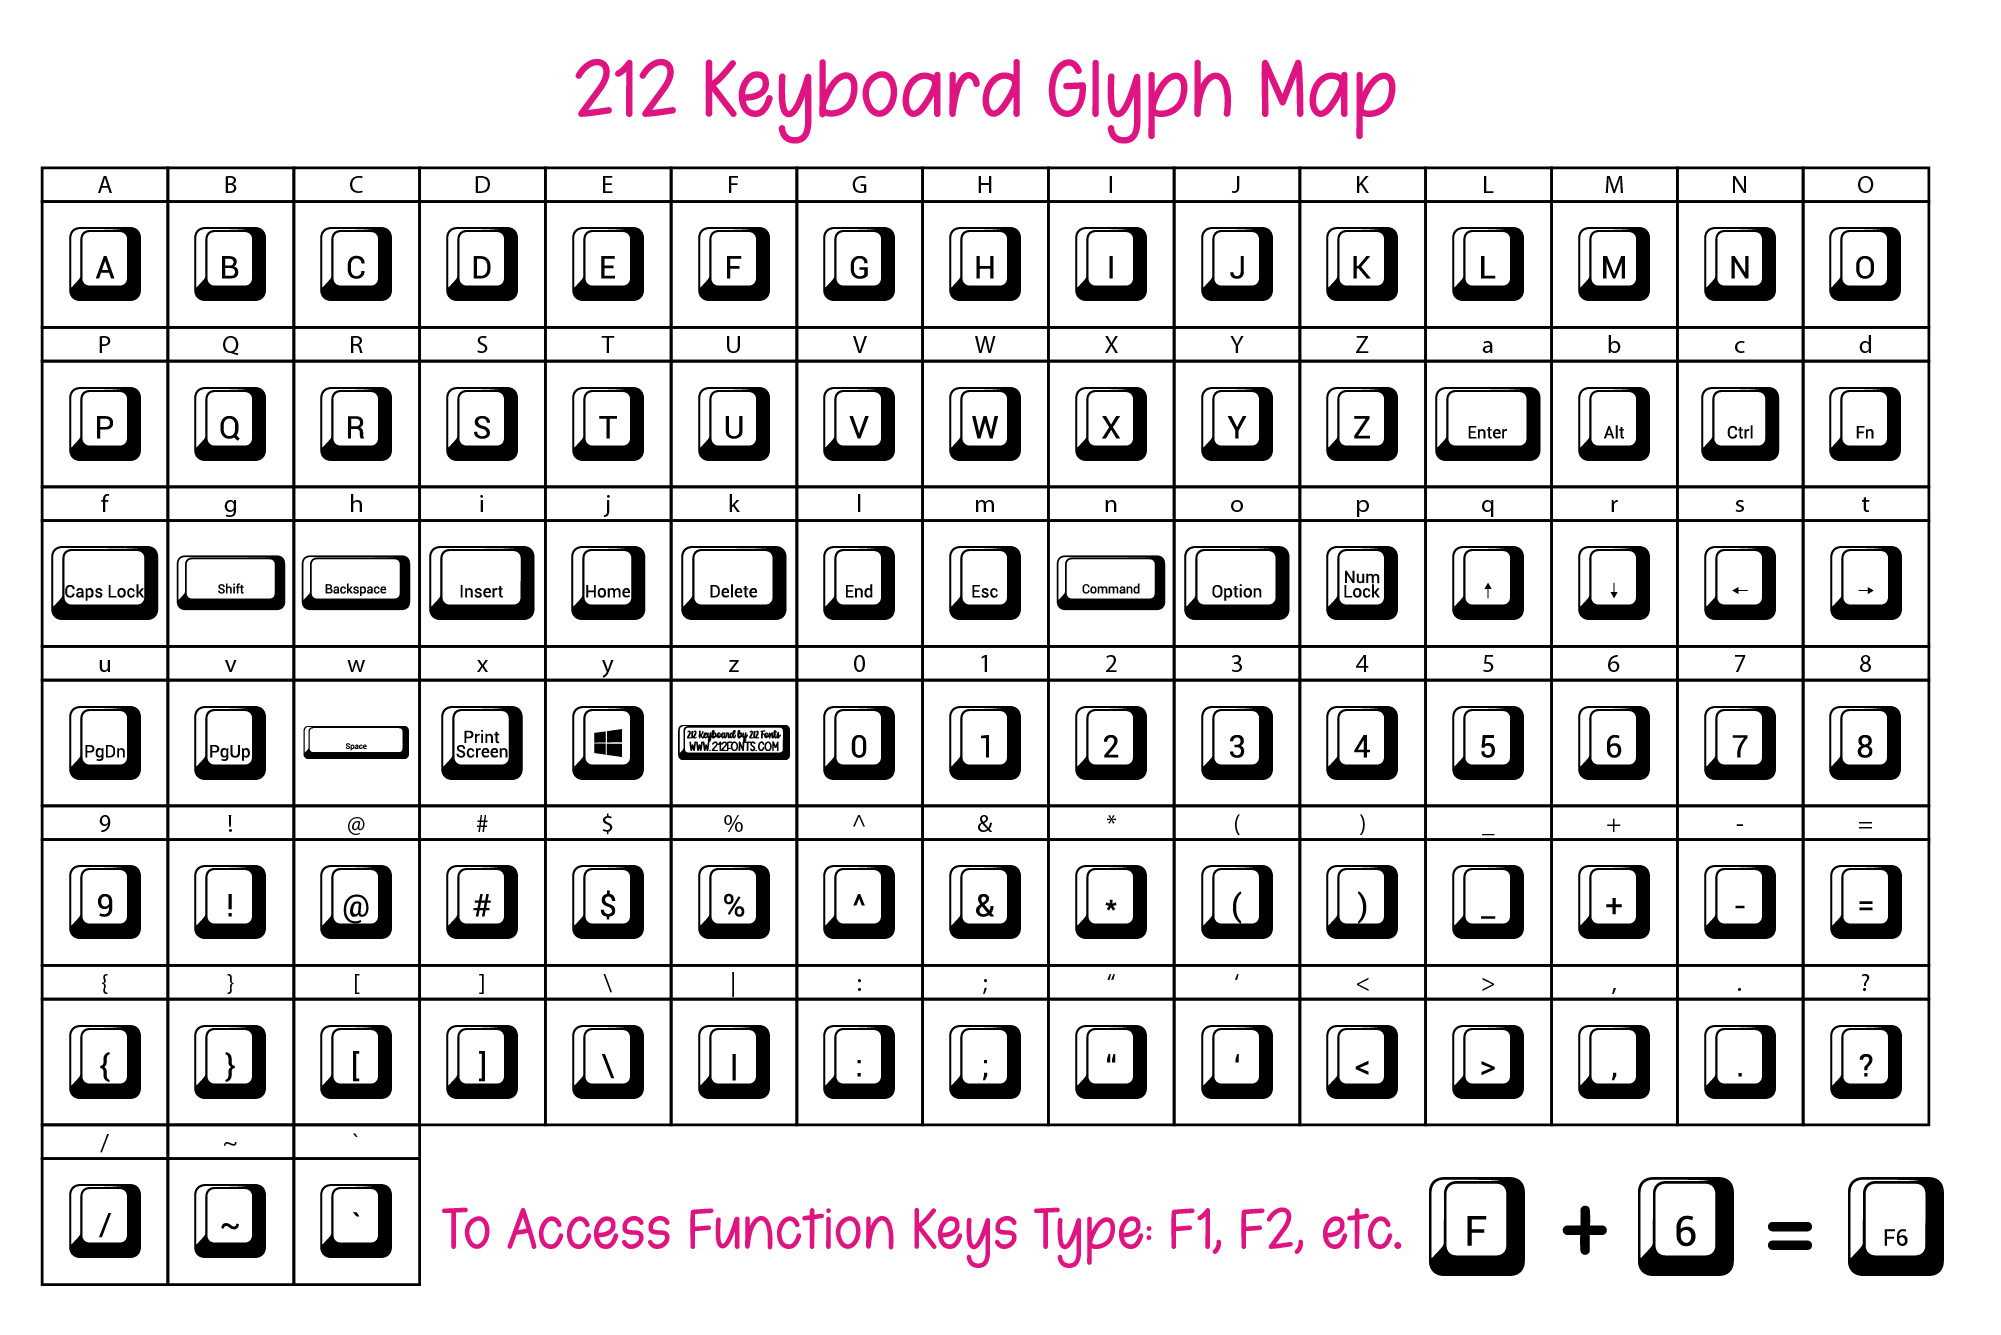 212 Keyboard Glyph Map
A B C D E F G H I J K L M N O
A B C D E F G H I J K L M N O
P Q R S T U V W X Y Z a b c d
P Q R S T U V W X Y Z Enter Alt Ctrl Fn
f g h i j k l m n o p q r s t
Caps Lock Shift Backspace Insert Home Delete End Esc Command Option Num Lock ↑ ↓ ← →
u v w x y z 0 1 2 3 4 5 6 7 8
PgDn PgUp Space Print Screen 212 Keyboard by 212 Fonts WWW.212FONTS.COM 0 1 2 3 4 5 6 7 8
9 ! @ # $ % ^ & * ( ) _ + - =
9 ! @ # $ % ^ & * ( ) _ + - =
{ } [ ] \ | : ; “ ‘ < > , . ?
{ } [ ] \ | : ; “ ‘ < > , . ?
/ ~ `
/ ~ `
To Access Function Keys Type: F1, F2, etc. F + 6 = F6